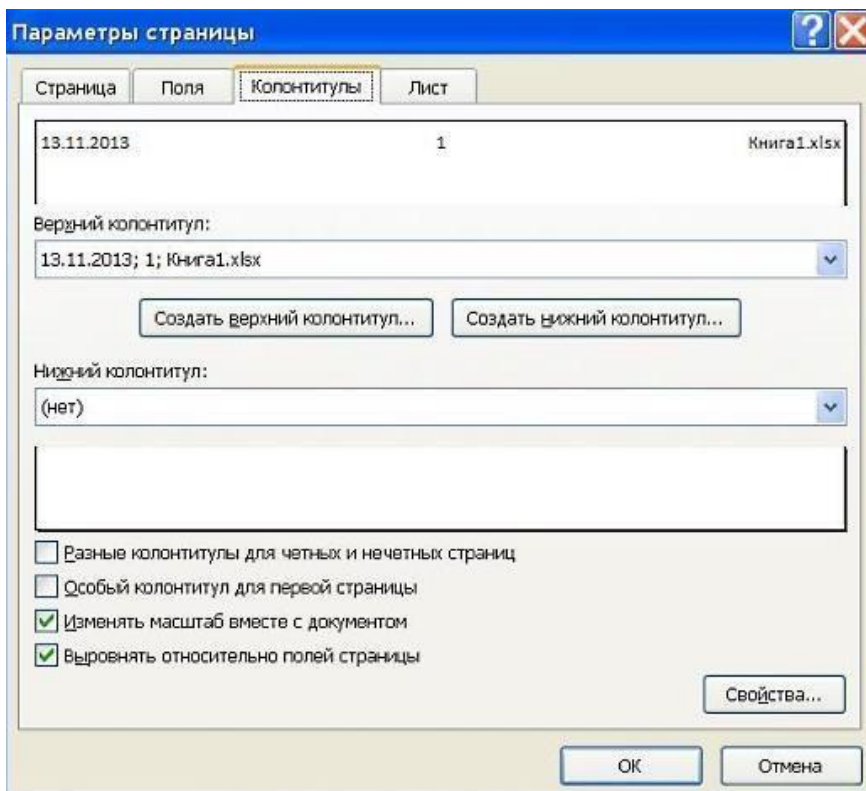 Параметры страницы
Страница Поля Колонтитулы Лист
13.11.2013 1 Книга1.xlsx
Верхний колонтитул:
13.11.2013; 1; Книга1.xlsx
Создать верхний колонтитул... Создать нижний колонтитул...
Нижний колонтитул:
(нет)
Разные колонтитулы для четных и нечетных страниц
Особый колонтитул для первой страницы
Изменять масштаб вместе с документом
Выровнять относительно полей страницы
Свойства...
ОК Отмена